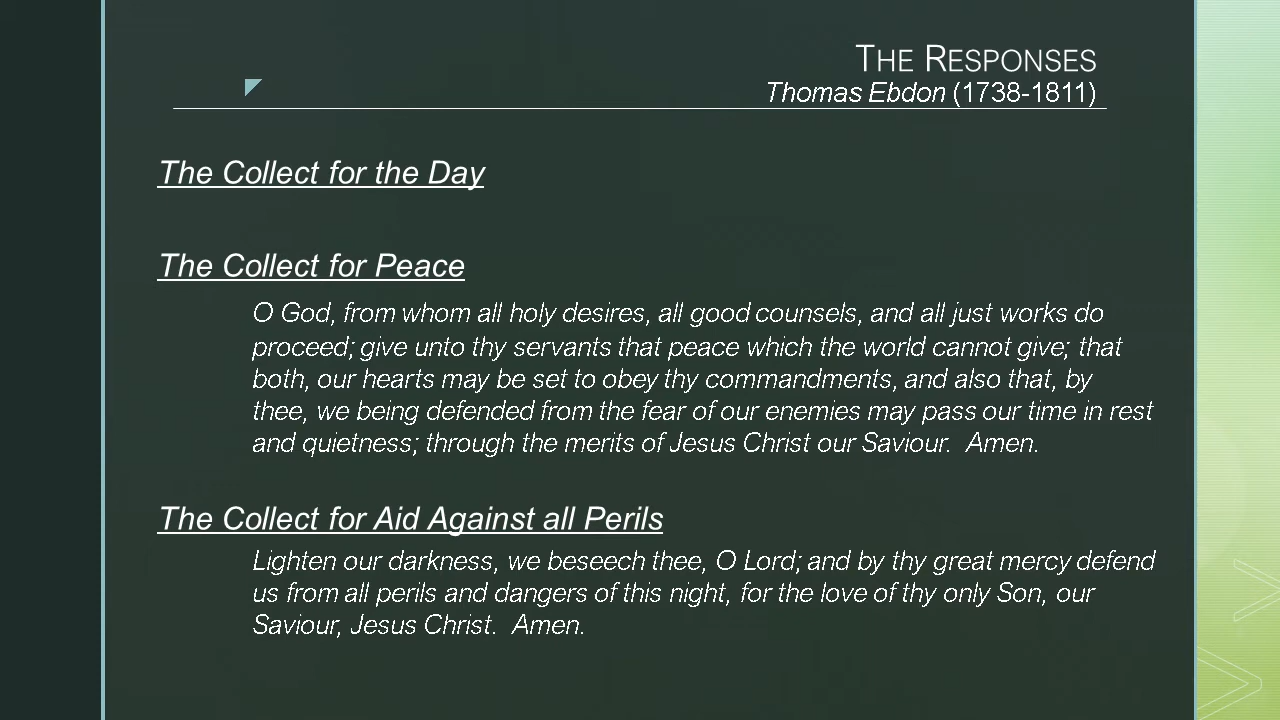 THE RESPONSES
Thomas Ebdon (1738-1811)
The Collect for the Day
The Collect for Peace
O God, from whom all holy desires, all good counsels, and all just works do
proceed; give unto thy servants that peace which the world cannot give; that
both, our hearts may be set to obey thy commandments, and also that, by
thee, we being defended from the fear of our enemies may pass our time in rest
and quietness; through the merits of Jesus Christ our Saviour.  Amen.
The Collect for Aid Against all Perils
Lighten our darkness, we beseech thee, O Lord; and by thy great mercy defend
us from all perils and dangers of this night, for the love of thy only Son, our
Saviour, Jesus Christ.  Amen.